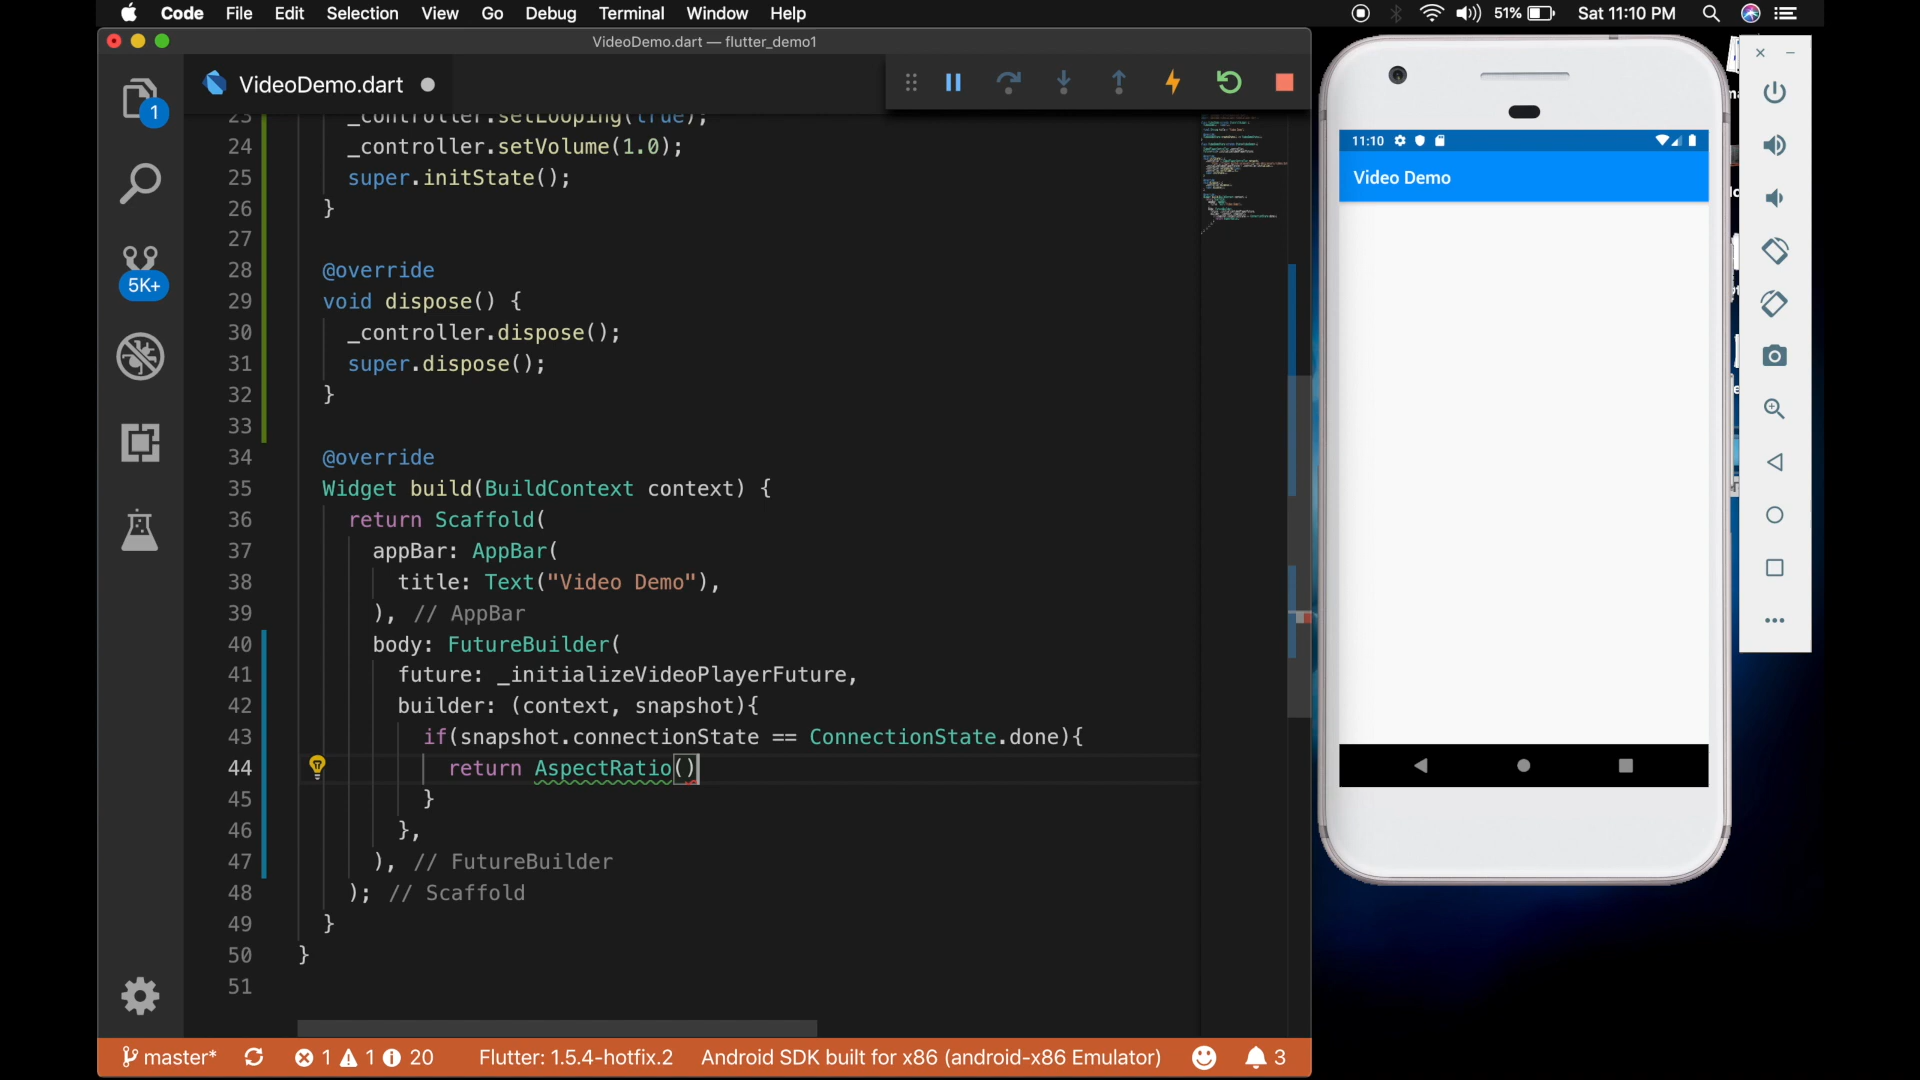 Code File Edit Selection View Go Debug Terminal Window Help
51% Sat 11:10 PM
VideoDemo.dart — flutter_demo1
VideoDemo.dart
1
5K+
23 _controller.setLooping(true);
24 _controller.setVolume(1.0);
25 super.initState();
26 }
27
28 @override
29 void dispose() {
30 _controller.dispose();
31 super.dispose();
32 }
33
34 @override
35 Widget build(BuildContext context) {
36 return Scaffold(
37 appBar: AppBar(
38 title: Text("Video Demo"),
39 ), // AppBar
40 body: FutureBuilder(
41 future: _initializeVideoPlayerFuture,
42 builder: (context, snapshot){
43 if(snapshot.connectionState == ConnectionState.done){
44 return AspectRatio()
45 }
46 },
47 ), // FutureBuilder
48 ); // Scaffold
49 }
50 }
51
master* 1 1 20 Flutter: 1.5.4-hotfix.2 Android SDK built for x86 (android-x86 Emulator) 3
11:10
Video Demo